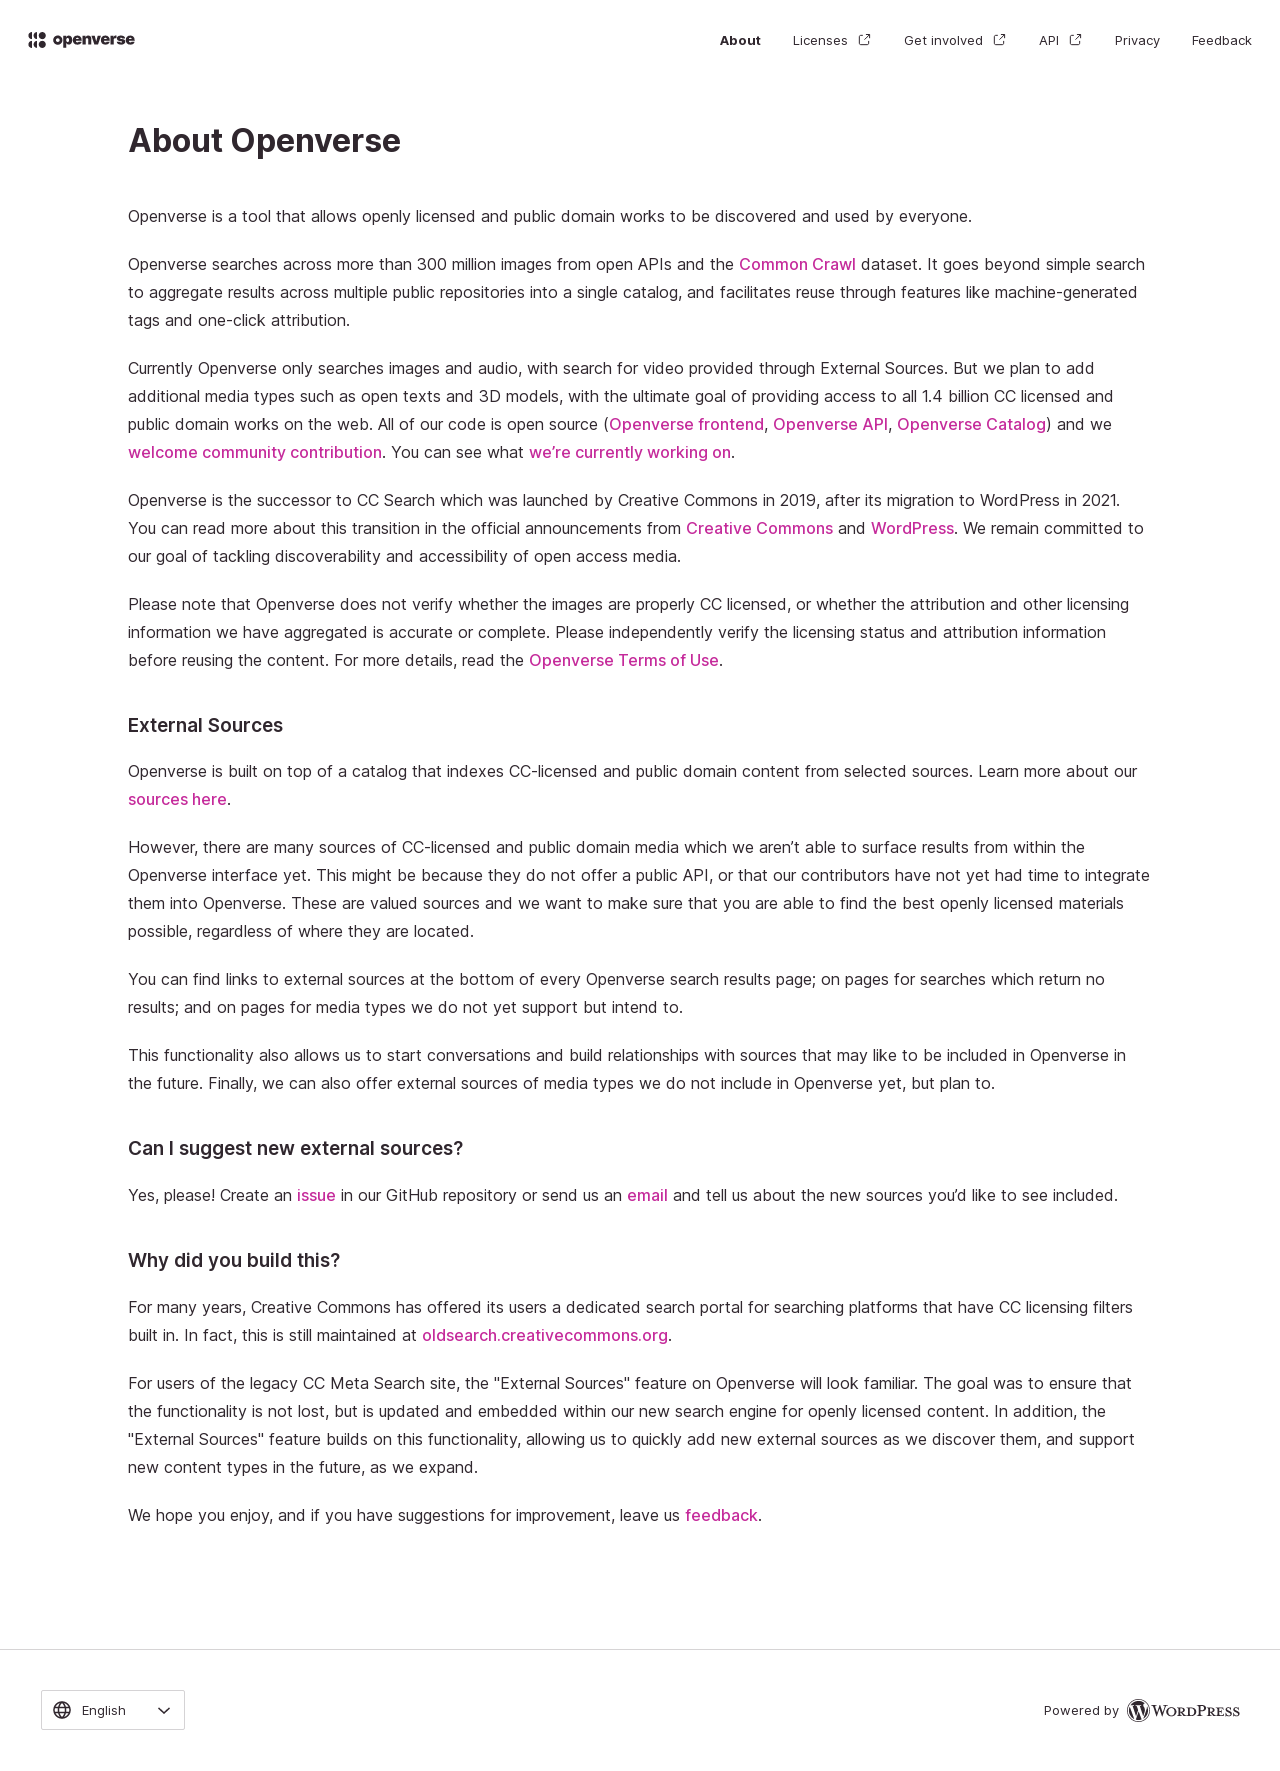 openverse
About
Licenses
Get involved
API
Privacy
Feedback
About Openverse
Openverse is a tool that allows openly licensed and public domain works to be discovered and used by everyone.
Openverse searches across more than 300 million images from open APIs and the Common Crawl dataset. It goes beyond simple search
to aggregate results across multiple public repositories into a single catalog, and facilitates reuse through features like machine-generated
tags and one-click attribution.
Currently Openverse only searches images and audio, with search for video provided through External Sources. But we plan to add
additional media types such as open texts and 3D models, with the ultimate goal of providing access to all 1.4 billion CC licensed and
public domain works on the web. All of our code is open source (Openverse frontend, Openverse API, Openverse Catalog) and we
welcome community contribution. You can see what we’re currently working on.
Openverse is the successor to CC Search which was launched by Creative Commons in 2019, after its migration to WordPress in 2021.
You can read more about this transition in the official announcements from Creative Commons and WordPress. We remain committed to
our goal of tackling discoverability and accessibility of open access media.
Please note that Openverse does not verify whether the images are properly CC licensed, or whether the attribution and other licensing
information we have aggregated is accurate or complete. Please independently verify the licensing status and attribution information
before reusing the content. For more details, read the Openverse Terms of Use.
External Sources
Openverse is built on top of a catalog that indexes CC-licensed and public domain content from selected sources. Learn more about our
sources here.
However, there are many sources of CC-licensed and public domain media which we aren’t able to surface results from within the
Openverse interface yet. This might be because they do not offer a public API, or that our contributors have not yet had time to integrate
them into Openverse. These are valued sources and we want to make sure that you are able to find the best openly licensed materials
possible, regardless of where they are located.
You can find links to external sources at the bottom of every Openverse search results page; on pages for searches which return no
results; and on pages for media types we do not yet support but intend to.
This functionality also allows us to start conversations and build relationships with sources that may like to be included in Openverse in
the future. Finally, we can also offer external sources of media types we do not include in Openverse yet, but plan to.
Can I suggest new external sources?
Yes, please! Create an issue in our GitHub repository or send us an email and tell us about the new sources you’d like to see included.
Why did you build this?
For many years, Creative Commons has offered its users a dedicated search portal for searching platforms that have CC licensing filters
built in. In fact, this is still maintained at oldsearch.creativecommons.org.
For users of the legacy CC Meta Search site, the "External Sources" feature on Openverse will look familiar. The goal was to ensure that
the functionality is not lost, but is updated and embedded within our new search engine for openly licensed content. In addition, the
"External Sources" feature builds on this functionality, allowing us to quickly add new external sources as we discover them, and support
new content types in the future, as we expand.
We hope you enjoy, and if you have suggestions for improvement, leave us feedback.
English
Powered by WordPress